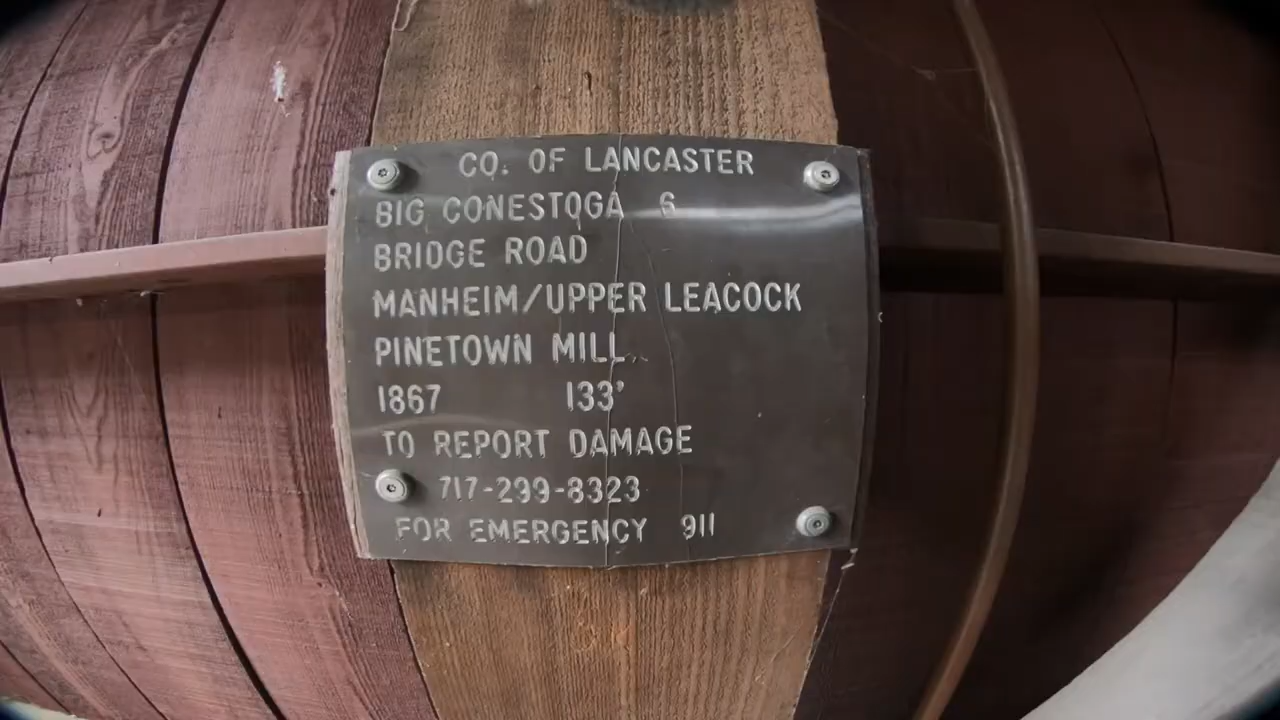 CO. OF LANCASTER
BIG CONESTOGA 6
BRIDGE ROAD
MANHEIM/UPPER LEACOCK
PINETOWN MILL
1867 133'
TO REPORT DAMAGE
717-299-8323
FOR EMERGENCY 911